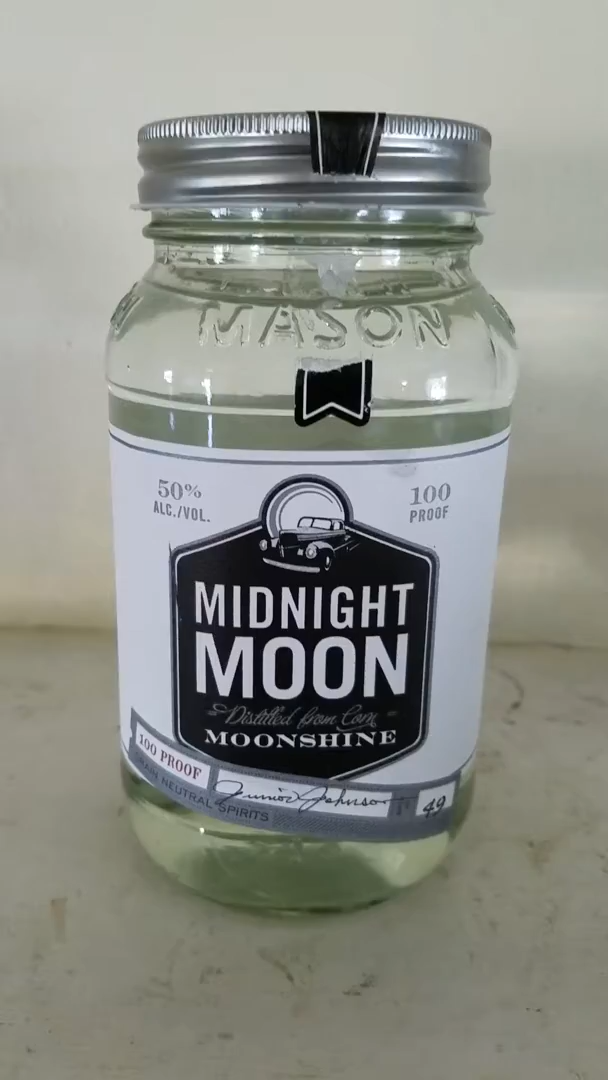 MASON
50%
ALC./VOL.
100
PROOF
MIDNIGHT
MOON
Distilled from Corn
MOONSHINE
100 PROOF
Junior Johnson
49
GRAIN NEUTRAL SPIRITS